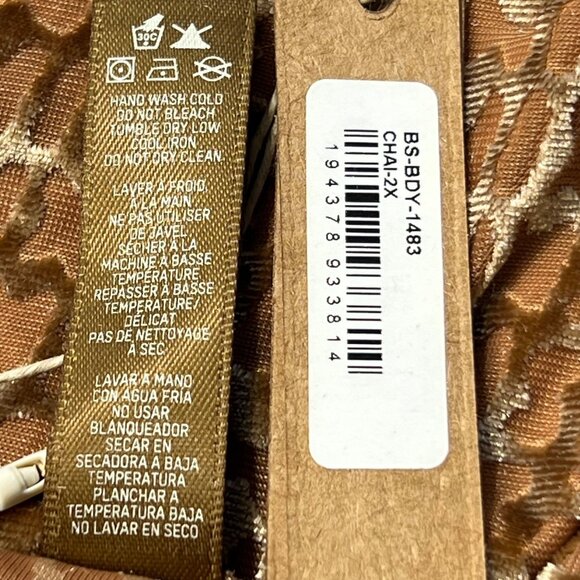 30C
HAND WASH COLD
DO NOT BLEACH
TUMBLE DRY LOW
COOL IRON
DO NOT DRY CLEAN
LAVER À FROID
À LA MAIN
NE PAS UTILISER
DE JAVEL
SÉCHER À LA
MACHINE À BASSE
TEMPÉRATURE
REPASSER À BASSE
TEMPÉRATURE/
DÉLICAT
PAS DE NETTOYAGE
À SEC
LAVAR A MANO
CON AGUA FRÍA
NO USAR
BLANQUEADOR
SECAR EN
SECADORA A BAJA
TEMPERATURA
PLANCHAR A
TEMPERATURA BAJA
NO LAVAR EN SECO
BS-BDY-1483
CHAI-2X
1 94378 93381 4